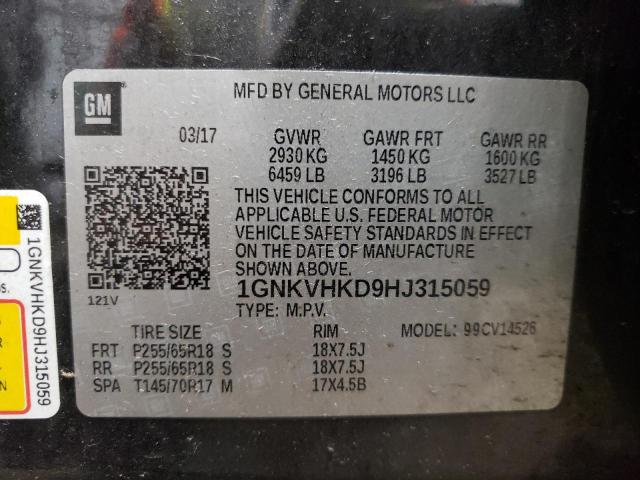 GM
MFD BY GENERAL MOTORS LLC
03/17 GVWR GAWR FRT GAWR RR
2930 KG 1450 KG 1600 KG
6459 LB 3196 LB 3527 LB
THIS VEHICLE CONFORMS TO ALL
APPLICABLE U.S. FEDERAL MOTOR
VEHICLE SAFETY STANDARDS IN EFFECT
ON THE DATE OF MANUFACTURE
SHOWN ABOVE.
1GNKVHKD9HJ315059
121V
TYPE: M.P.V.
TIRE SIZE RIM MODEL: 99CV14526
FRT P255/65R18 S 18X7.5J
RR P255/65R18 S 18X7.5J
SPA T145/70R17 M 17X4.5B
1GNKVHKD9HJ315059